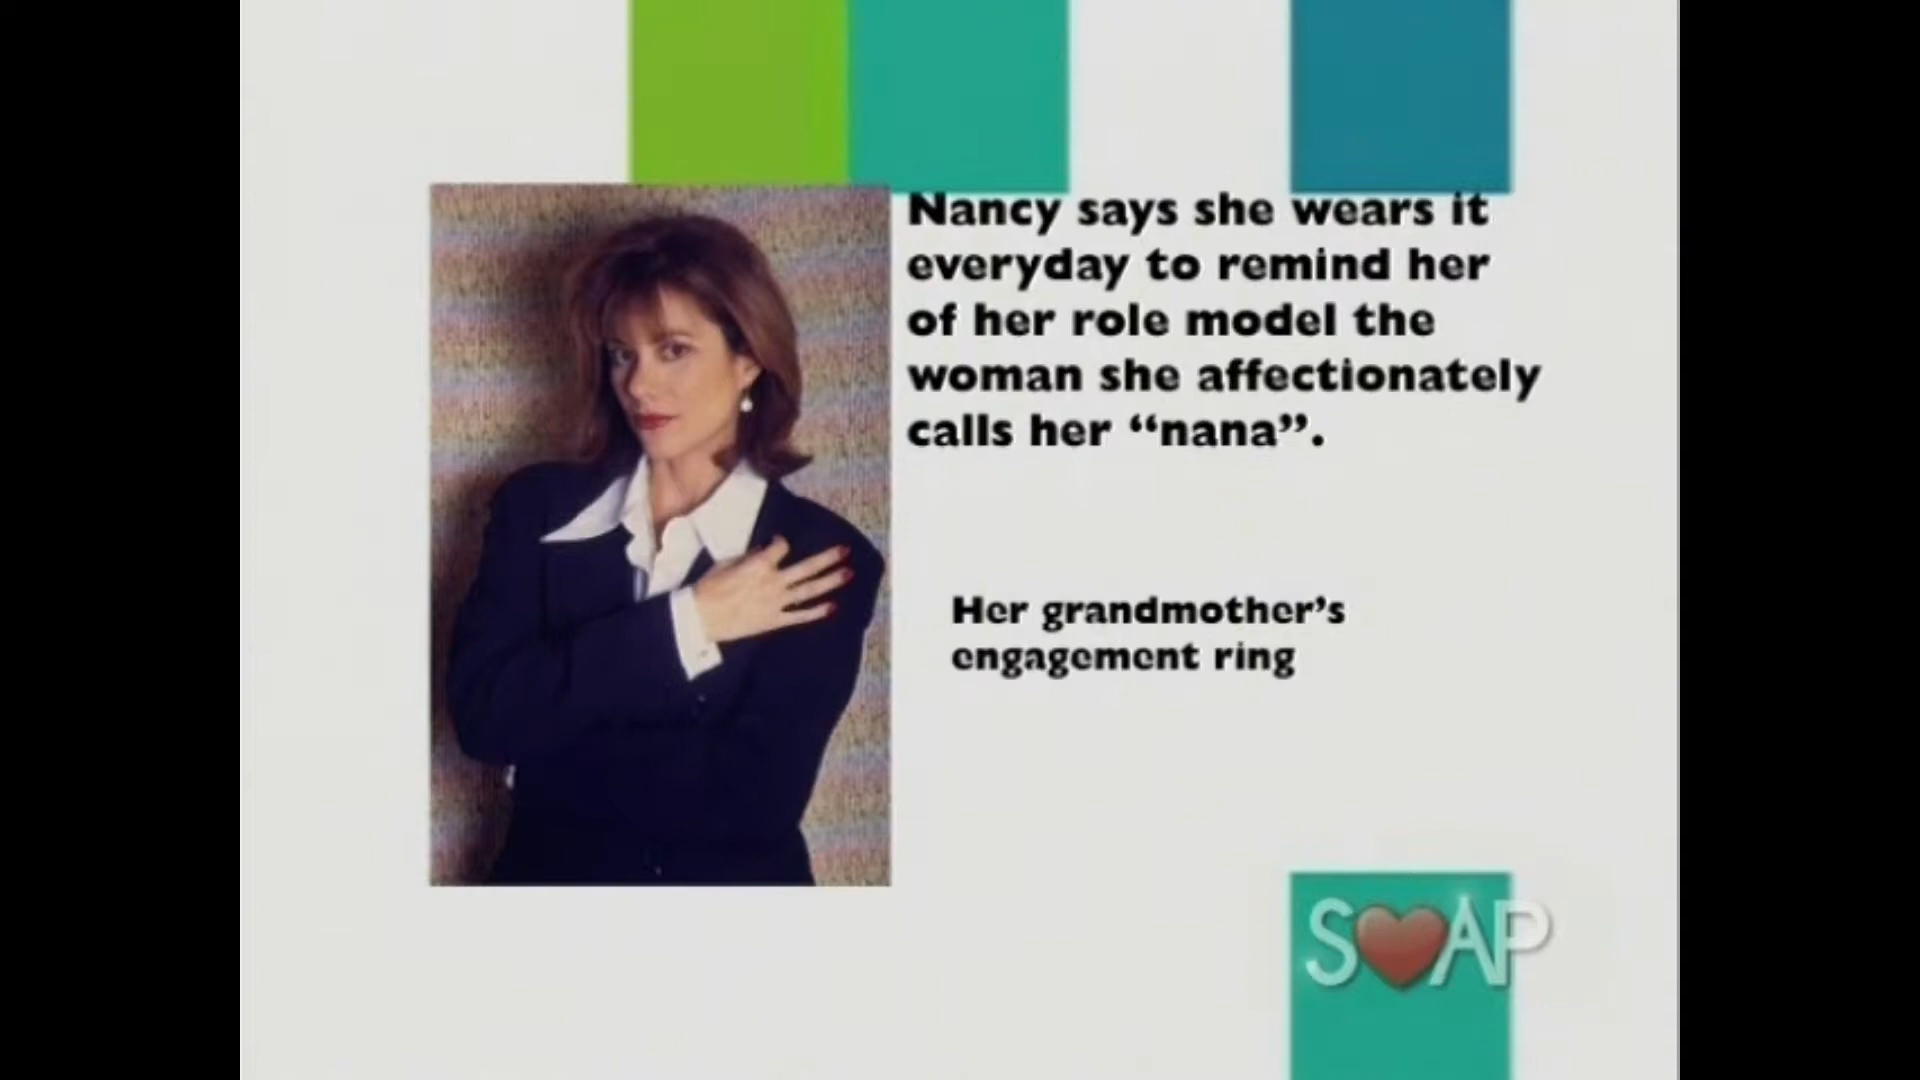 Nancy says she wears it
everyday to remind her
of her role model the
woman she affectionately
calls her “nana”.
Her grandmother’s
engagement ring
S❤AP